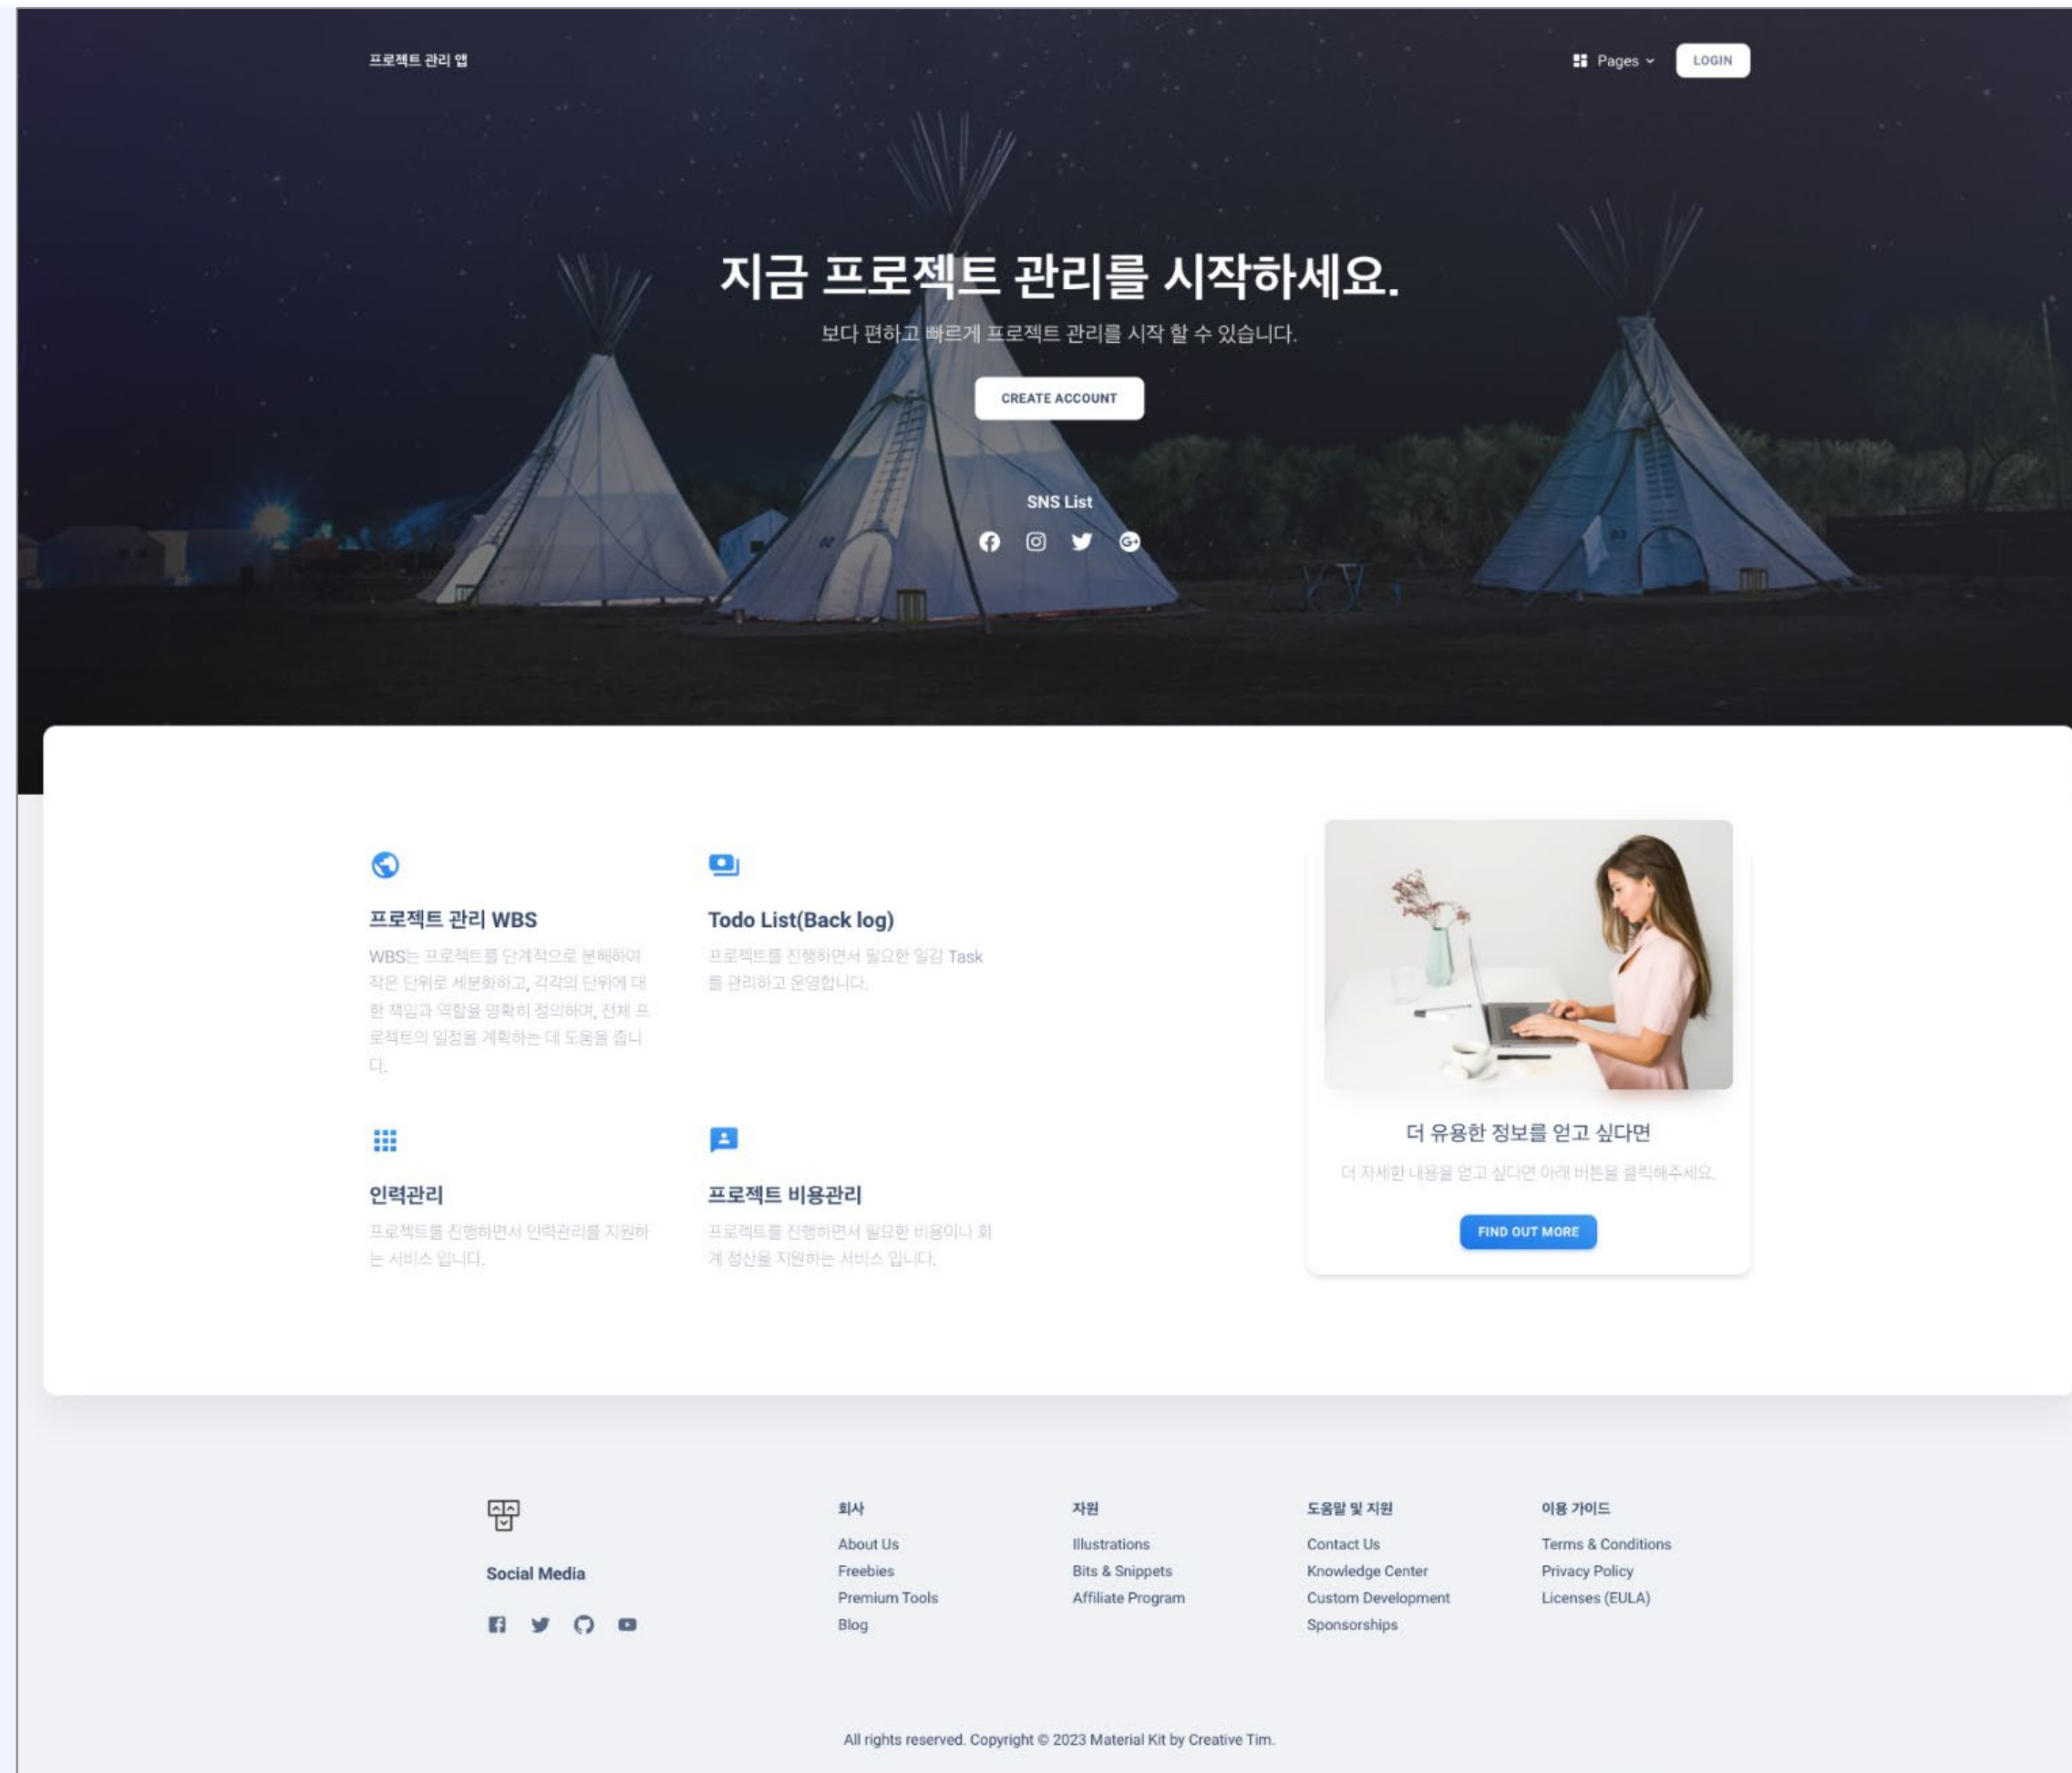 프로젝트 관리 앱
Pages
LOGIN
지금 프로젝트 관리를 시작하세요.
보다 편하고 빠르게 프로젝트 관리를 시작 할 수 있습니다.
CREATE ACCOUNT
SNS List
02
03
프로젝트 관리 WBS
WBS는 프로젝트를 단계적으로 분해하여
작은 단위로 세분화하고, 각각의 단위에 대
한 책임과 역할을 명확히 정의하며, 전체 프
로젝트의 일정을 계획하는 데 도움을 줍니
다.
Todo List(Back log)
프로젝트를 진행하면서 필요한 일감 Task
를 관리하고 운영합니다.
인력관리
프로젝트를 진행하면서 인력관리를 지원하
는 서비스 입니다.
프로젝트 비용관리
프로젝트를 진행하면서 필요한 비용이나 회
계 정산을 지원하는 서비스 입니다.
더 유용한 정보를 얻고 싶다면
더 자세한 내용을 얻고 싶다면 아래 버튼을 클릭해주세요.
FIND OUT MORE
Social Media
회사
About Us
Freebies
Premium Tools
Blog
자원
Illustrations
Bits & Snippets
Affiliate Program
도움말 및 지원
Contact Us
Knowledge Center
Custom Development
Sponsorships
이용 가이드
Terms & Conditions
Privacy Policy
Licenses (EULA)
All rights reserved. Copyright © 2023 Material Kit by Creative Tim.